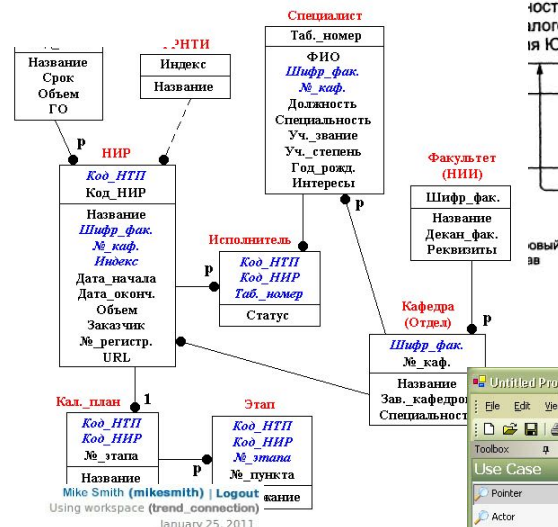 Специалист
Таб._номер
ФИО
Шифр_фак.
№_каф.
Должность
Специальность
Уч._звание
Уч._степень
Год_рожд.
Интересы
р
РНТИ
Индекс
Название
Название
Срок
Объем
ГО
р
НИР
Код_НТП
Код_НИР
Название
Шифр_фак.
№_каф.
Индекс
Дата_начала
Дата_оконч.
Объем
Заказчик
№_регистр.
URL
Исполнитель
р
Код_НТП
Код_НИР
Таб._номер
Статус
Факультет
(НИИ)
Шифр_фак.
Название
Декан_фак.
Реквизиты
р
Кафедра
(Отдел)
Шифр_фак.
№_каф.
Название
Зав._кафедро
Специальност
1
Кал._план
Код_НТП
Код_НИР
№_этапа
Название
р
Этап
Код_НТП
Код_НИР
№_этапа
№_пункта
жание
Mike Smith (mikesmith) | Logout
Using workspace (trend_connection)
January 25, 2011
Untitled Pro
File Edit Vie
Toolbox
Use Case
Pointer
Actor